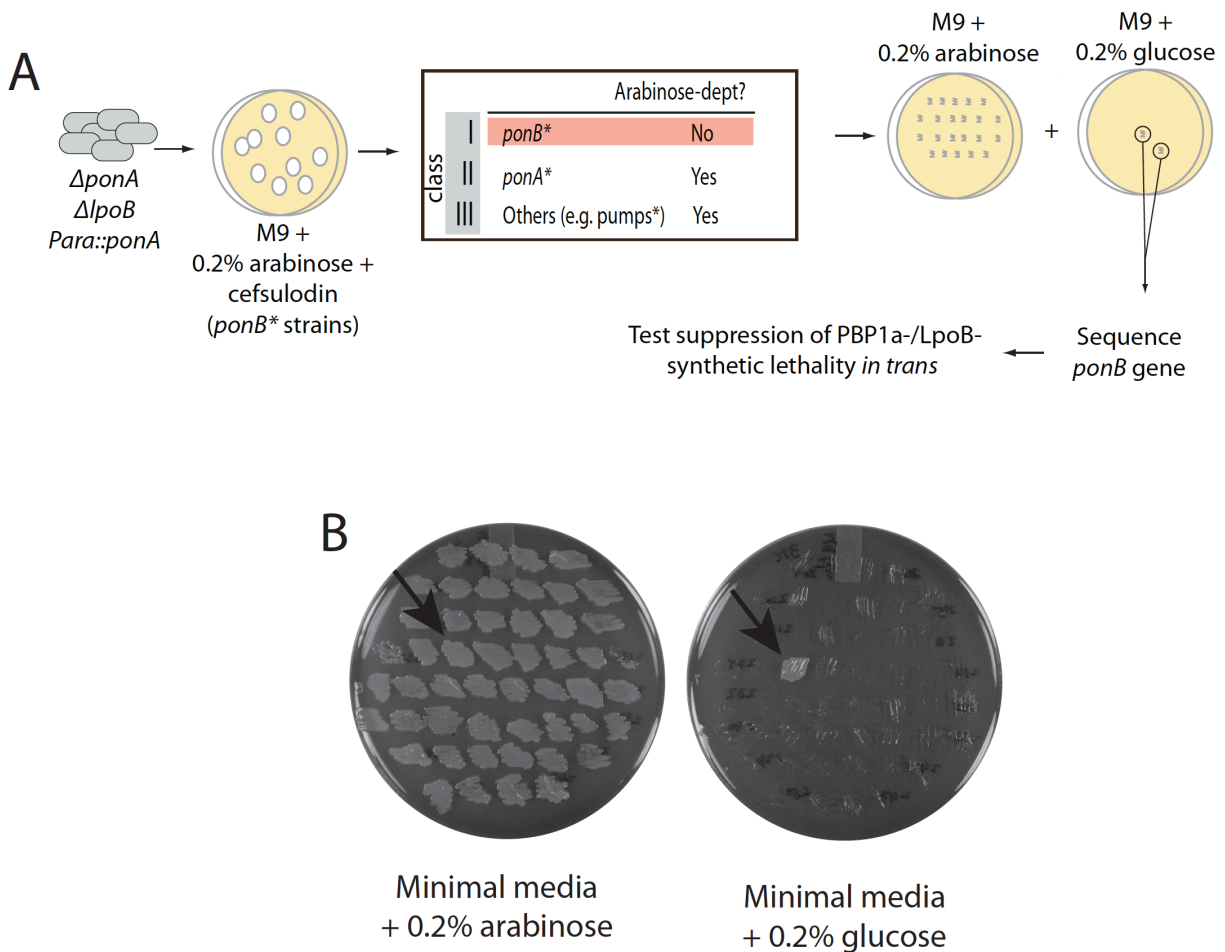 A
ΔponA
ΔlpoB
Para::ponA
M9 +
0.2% arabinose +
cefsulodin
(ponB* strains)
class
Arabinose-dept?
I ponB* No
II ponA* Yes
III Others (e.g. pumps*) Yes
M9 +
0.2% arabinose
+
M9 +
0.2% glucose
Sequence
ponB gene
Test suppression of PBP1a-/LpoB-
synthetic lethality in trans
B
Minimal media
+ 0.2% arabinose
Minimal media
+ 0.2% glucose